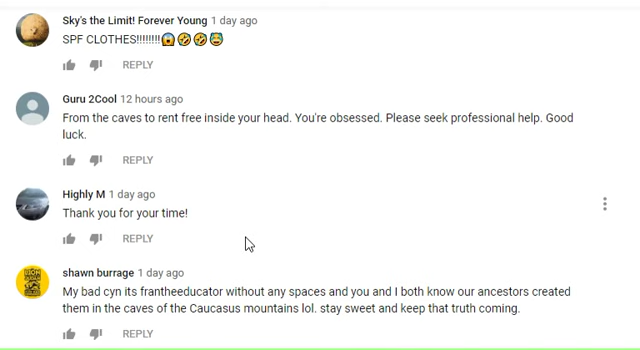 Sky's the Limit! Forever Young 1 day ago
SPF CLOTHES!!!!!!!!😱🤣🤣😭
REPLY
Guru 2Cool 12 hours ago
From the caves to rent free inside your head. You're obsessed. Please seek professional help. Good
luck.
REPLY
Highly M 1 day ago
Thank you for your time!
REPLY
shawn burrage 1 day ago
My bad cyn its frantheeducator without any spaces and you and I both know our ancestors created
them in the caves of the Caucasus mountains lol. stay sweet and keep that truth coming.
REPLY